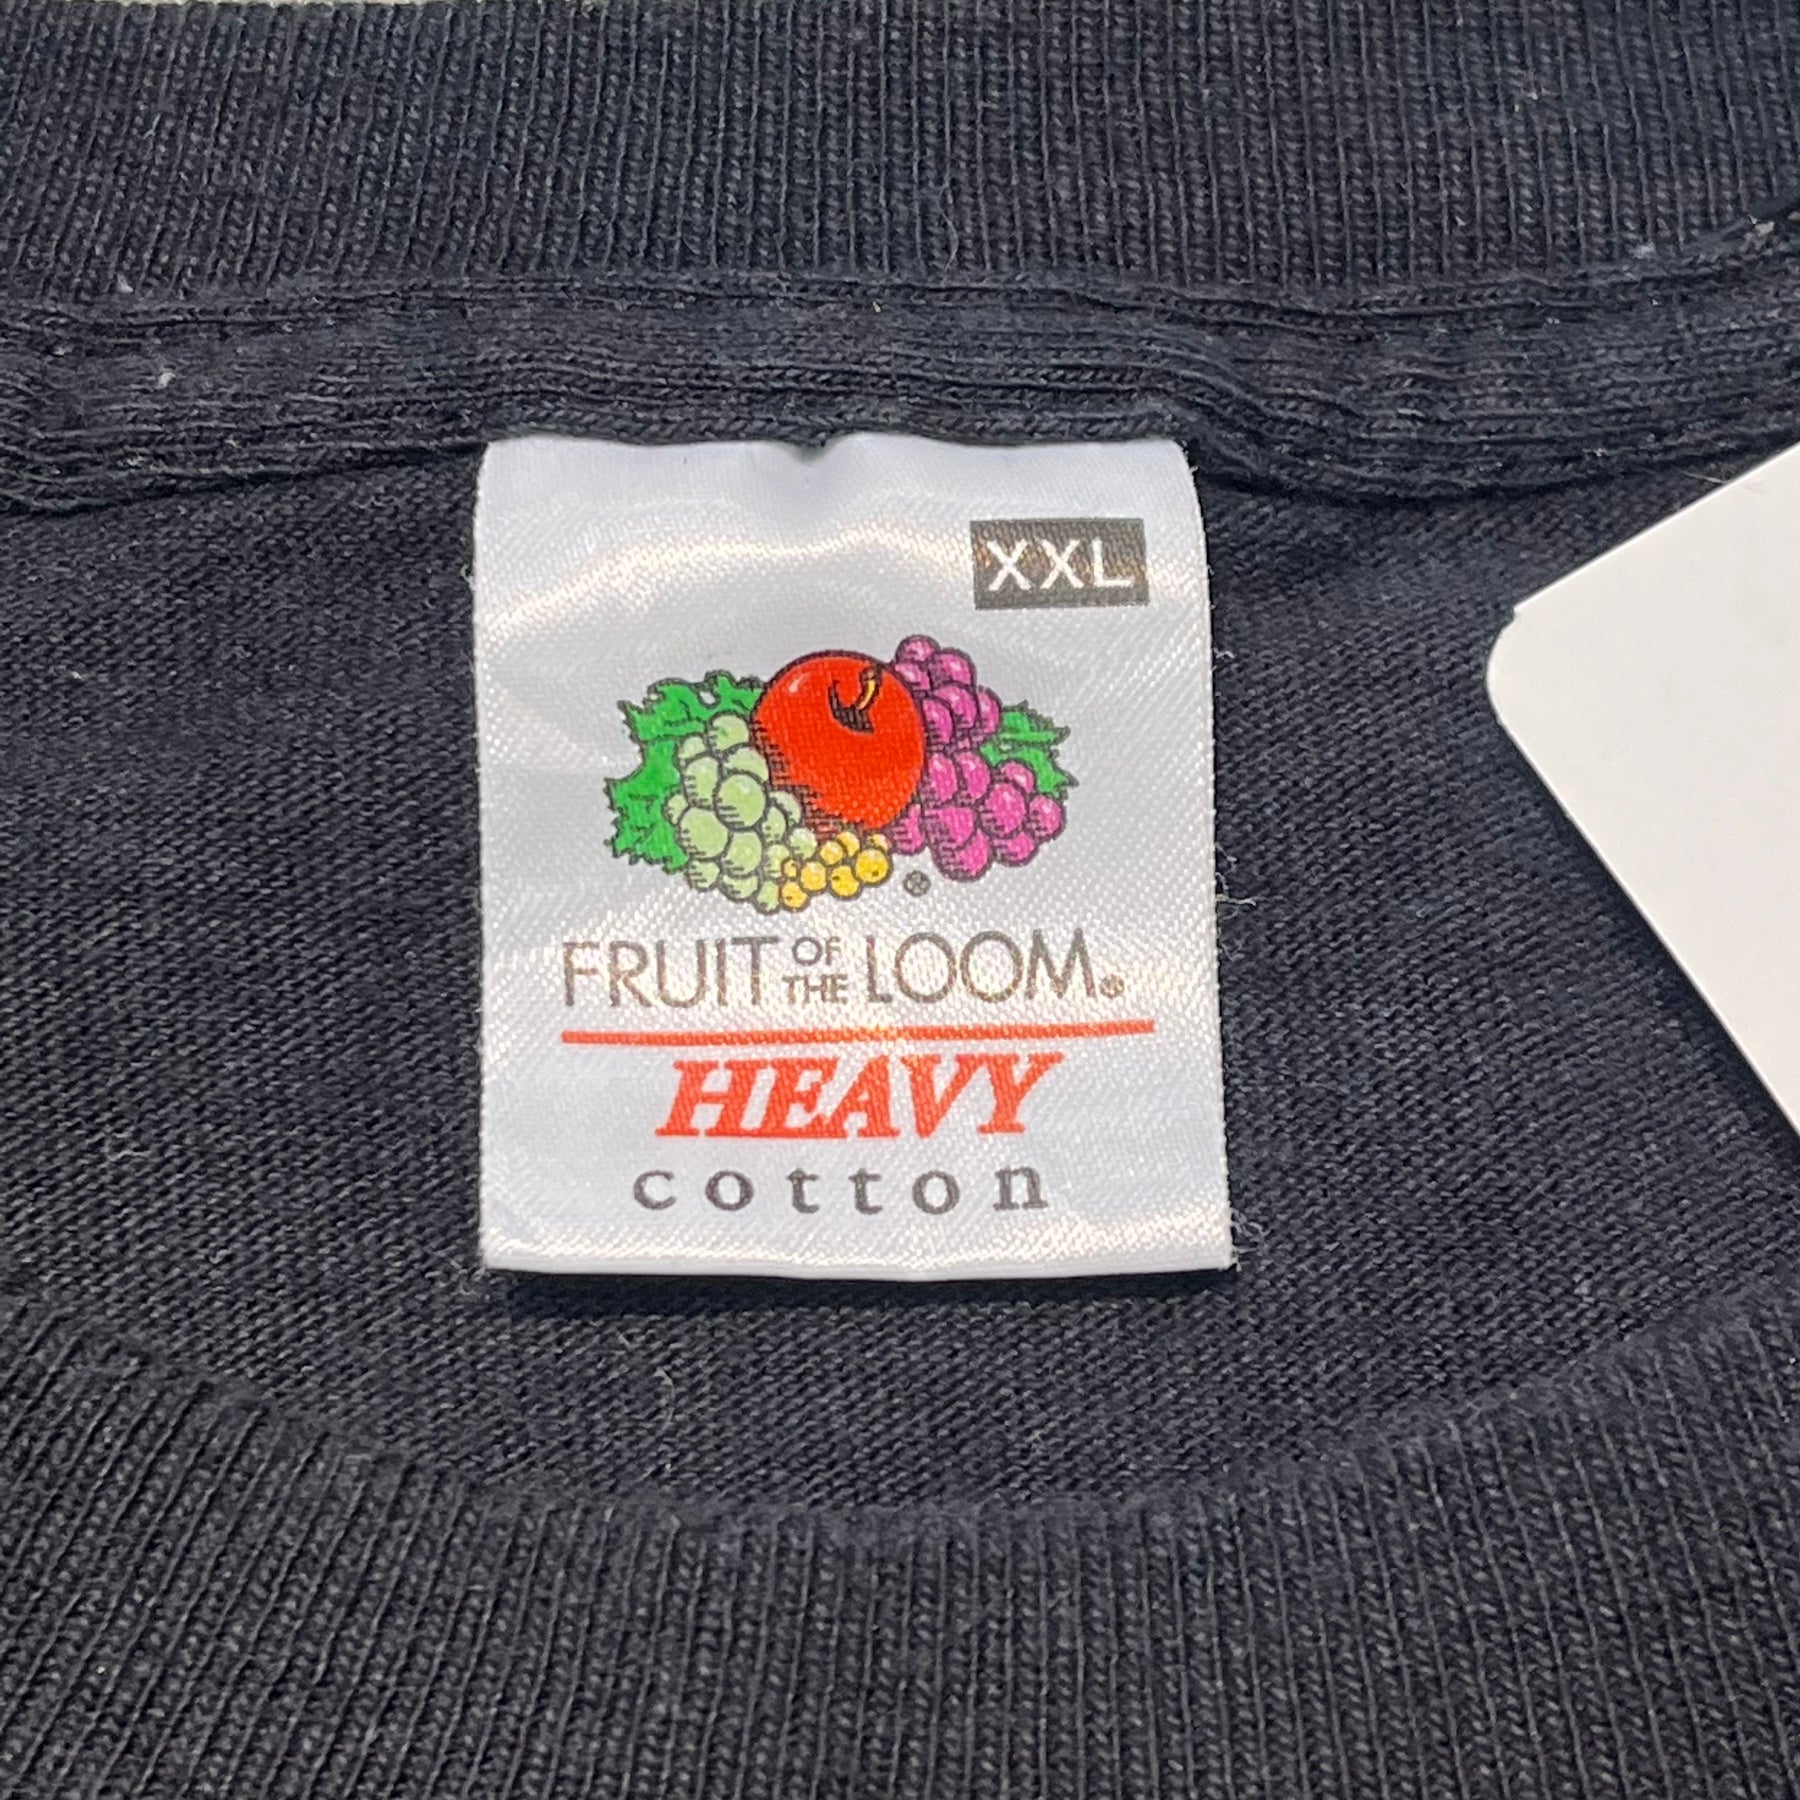 XXL
FRUIT OF THE LOOM®
HEAVY
cotton